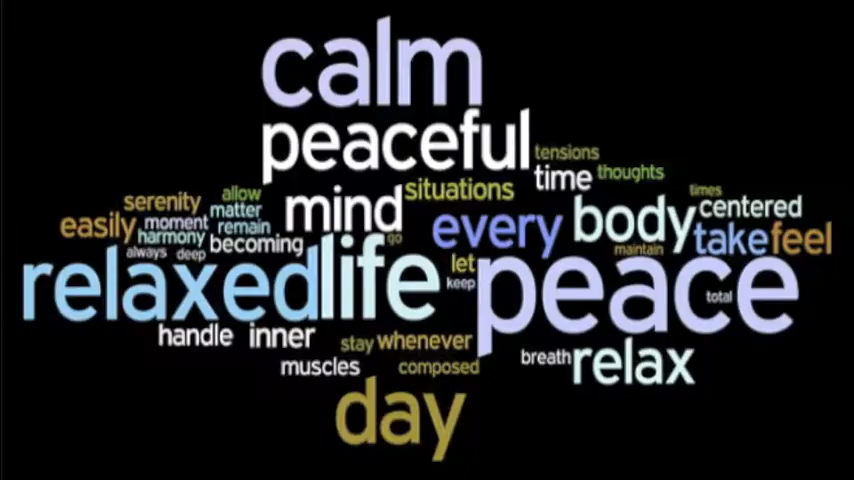 calm
peaceful
tensions
time thoughts
serenity allow mind situations times
easily moment matter remain every body centered
harmony becoming go maintain take feel
always deep let
relaxed life keep peace total
handle inner stay whenever
muscles composed breath relax
day